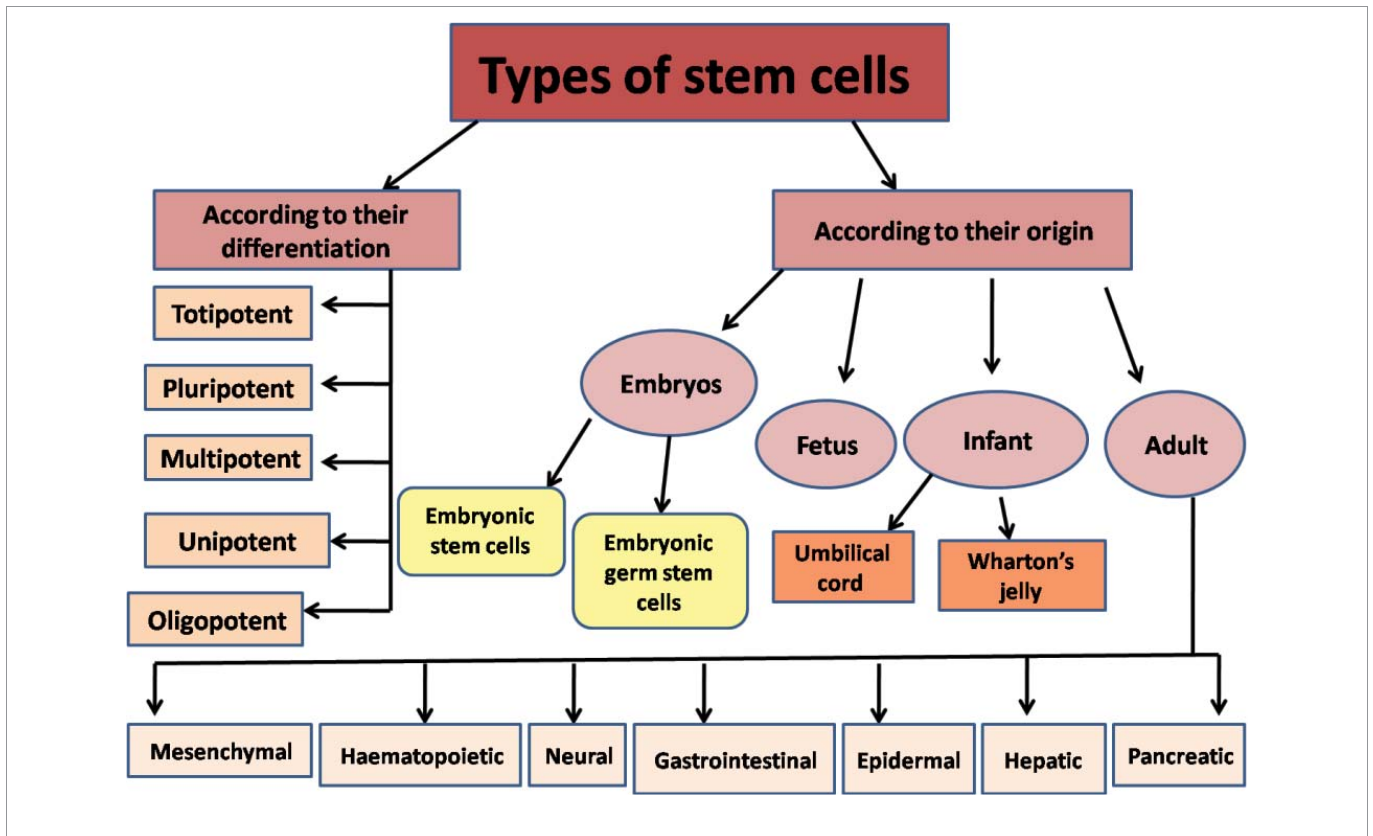 Types of stem cells
According to their
differentiation
According to their origin
Totipotent
Pluripotent
Multipotent
Unipotent
Oligopotent
Embryos
Fetus
Infant
Adult
Embryonic
stem cells
Embryonic
germ stem
cells
Umbilical
cord
Wharton's
jelly
Mesenchymal
Haematopoietic
Neural
Gastrointestinal
Epidermal
Hepatic
Pancreatic